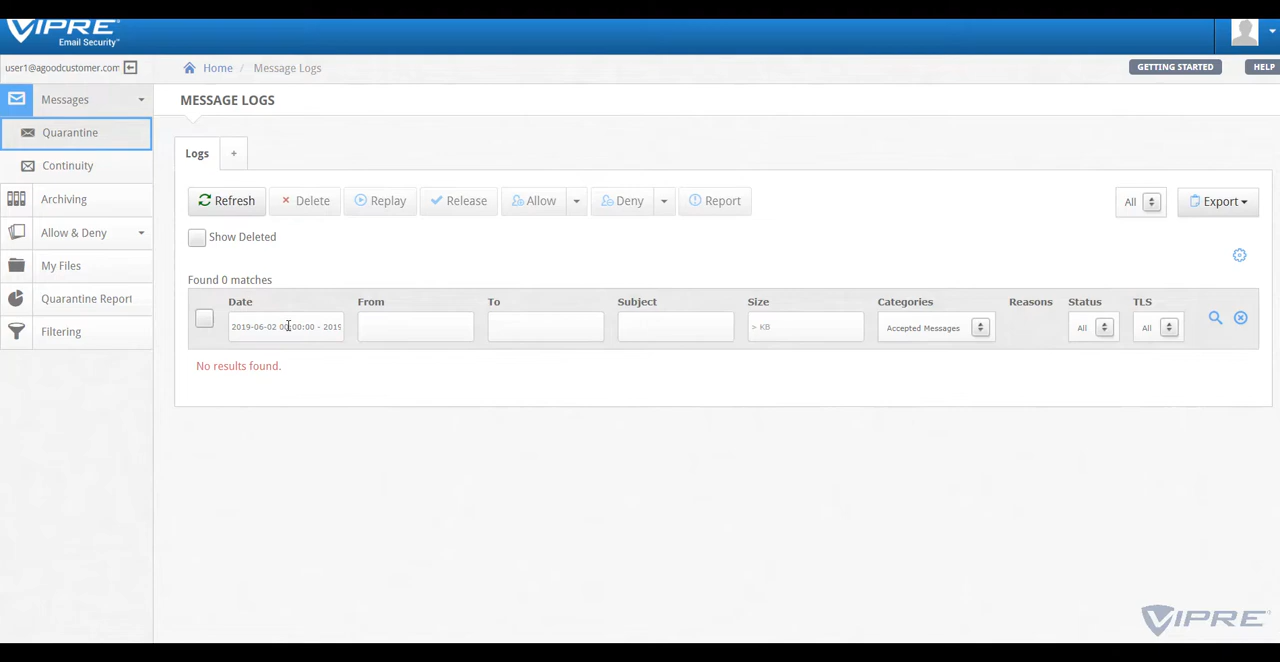 VIPRE
Email Security
user1@agoodcustomer.com
Home / Message Logs
GETTING STARTED
HELP
Messages
MESSAGE LOGS
Quarantine
Logs
+
Continuity
Archiving
Refresh
Delete
Replay
Release
Allow
Deny
Report
All
Export
Allow & Deny
Show Deleted
My Files
Found 0 matches
Quarantine Report
Date From To Subject Size Categories Reasons Status TLS
2019-06-02 00:00:00 - 2019
> KB
Accepted Messages
All
All
Filtering
No results found.
VIPRE